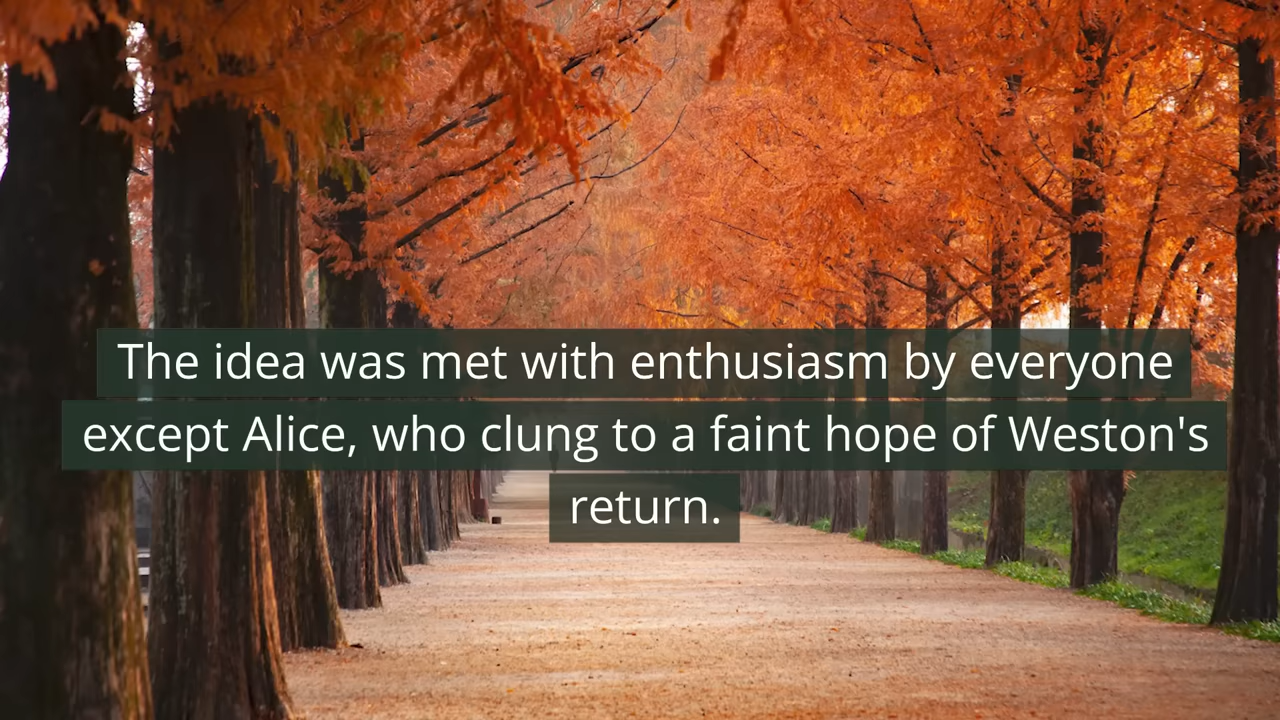 The idea was met with enthusiasm by everyone
except Alice, who clung to a faint hope of Weston's
return.